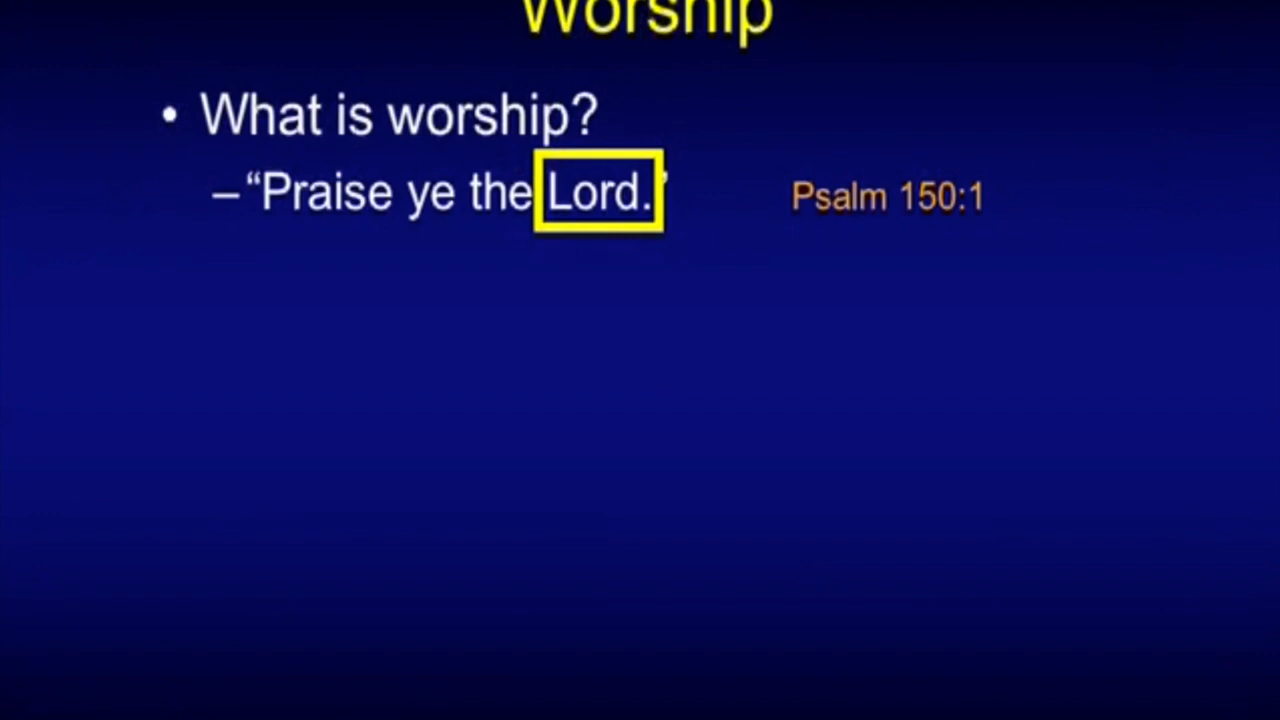 Worship
• What is worship?
– “Praise ye the Lord.” Psalm 150:1